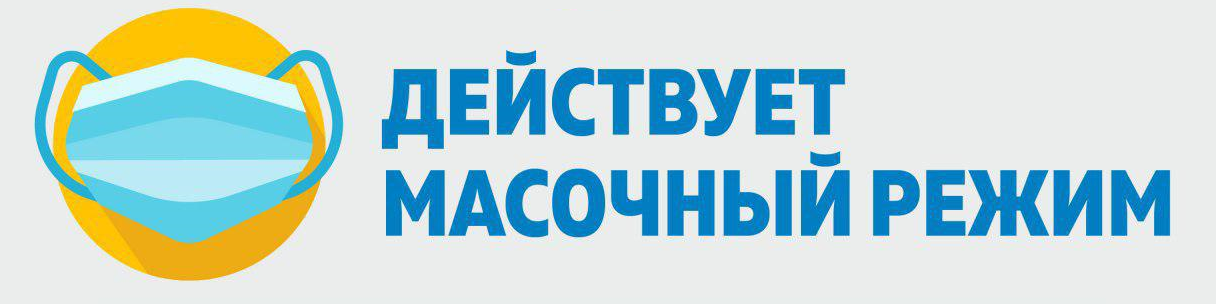 ДЕЙСТВУЕТ
МАСОЧНЫЙ РЕЖИМ